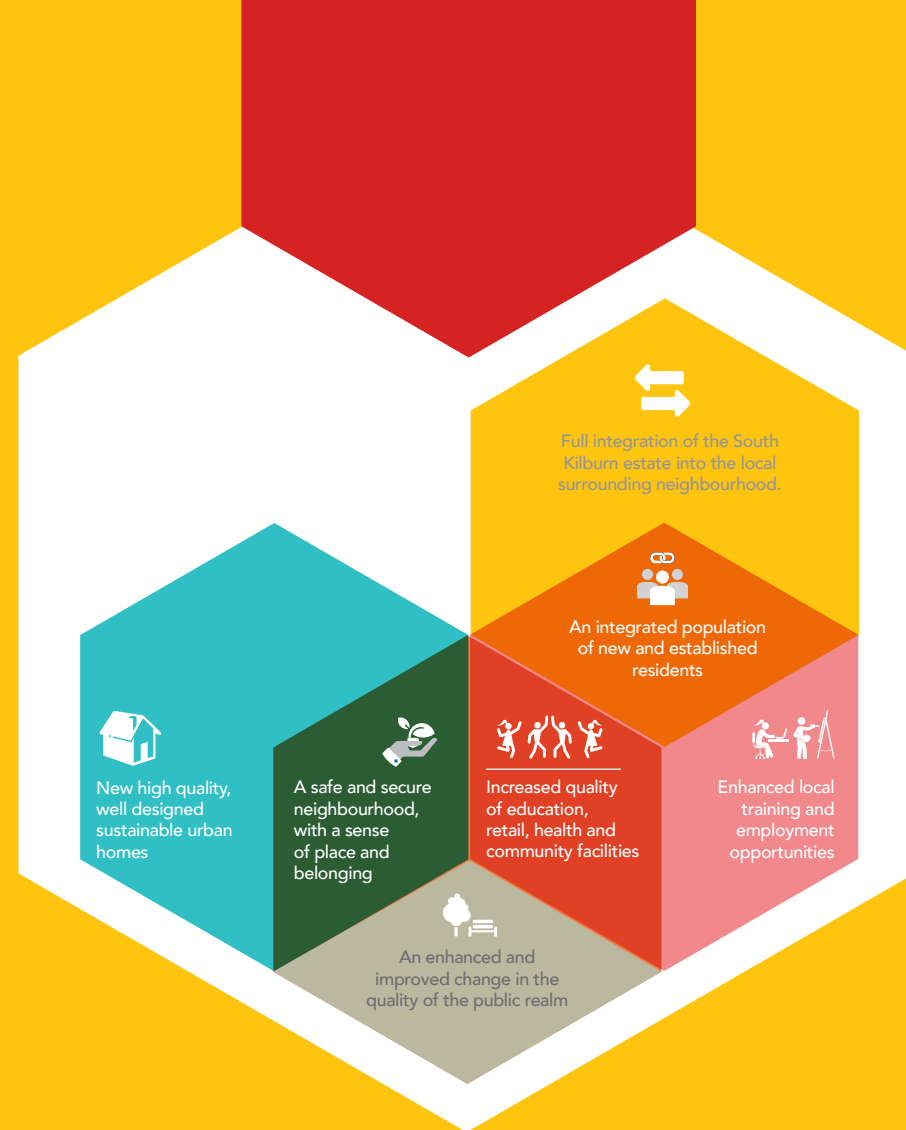 Full integration of the South
Kilburn estate into the local
surrounding neighbourhood.
An integrated population
of new and established
residents
New high quality,
well designed
sustainable urban
homes
A safe and secure
neighbourhood,
with a sense
of place and
belonging
Increased quality
of education,
retail, health and
community facilities
Enhanced local
training and
employment
opportunities
An enhanced and
improved change in the
quality of the public realm